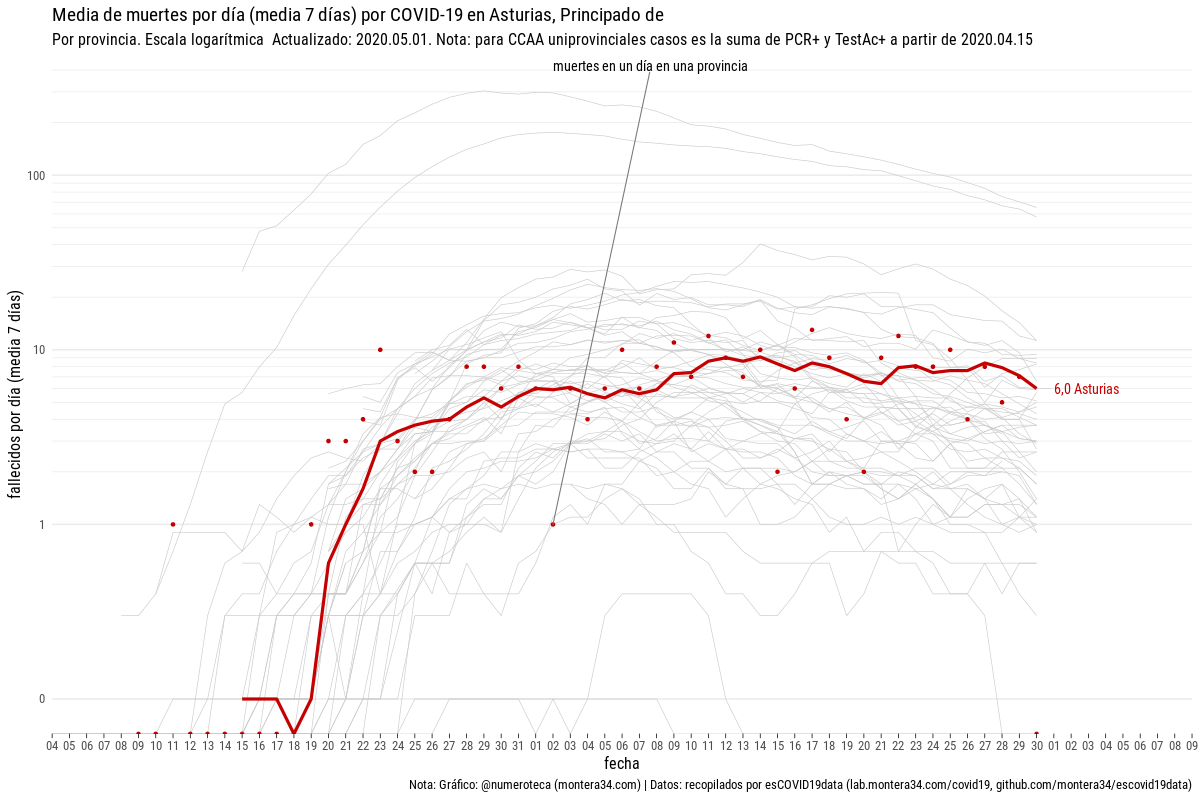 Media de muertes por día (media 7 días) por COVID-19 en Asturias, Principado de
Por provincia. Escala logarítmica  Actualizado: 2020.05.01. Nota: para CCAA uniprovinciales casos es la suma de PCR+ y TestAc+ a partir de 2020.04.15
muertes en un día en una provincia
100
10
1
0
fallecidos por día (media 7 días)
6,0 Asturias
04 05 06 07 08 09 10 11 12 13 14 15 16 17 18 19 20 21 22 23 24 25 26 27 28 29 30 31 01 02 03 04 05 06 07 08 09 10 11 12 13 14 15 16 17 18 19 20 21 22 23 24 25 26 27 28 29 30 01 02 03 04 05 06 07 08 09
fecha
Nota: Gráfico: @numeroteca (montera34.com) | Datos: recopilados por esCOVID19data (lab.montera34.com/covid19, github.com/montera34/escovid19data)